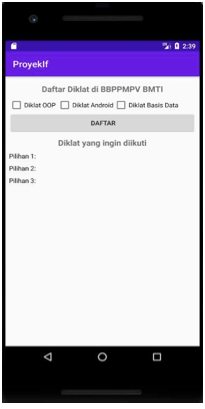 2:39
ProyekIf
Daftar Diklat di BBPPMPV BMTI
Diklat OOP Diklat Android Diklat Basis Data
DAFTAR
Diklat yang ingin diikuti
Pilihan 1:
Pilihan 2:
Pilihan 3: